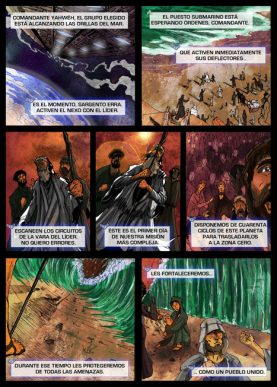 COMANDANTE YAHWEH, EL GRUPO ELEGIDO
ESTÁ ALCANZANDO LAS ORILLAS DEL MAR.
ES EL MOMENTO, SARGENTO ERRA.
ACTIVEN EL NEXO CON EL LÍDER.
EL PUESTO SUBMARINO ESTÁ
ESPERANDO ÓRDENES, COMANDANTE.
QUE ACTIVEN INMEDIATAMENTE
SUS DEFLECTORES.
ESCANEEN LOS CIRCUITOS
DE LA VARA DEL LÍDER.
NO QUIERO ERRORES.
ESTE ES EL PRIMER DÍA
DE NUESTRA MISIÓN
MÁS COMPLEJA.
DISPONEMOS DE CUARENTA
CICLOS DE ESTE PLANETA
PARA TRASLADARLOS
A LA ZONA CERO.
DURANTE ESE TIEMPO LES PROTEGEREMOS
DE TODAS LAS AMENAZAS.
LES FORTALECEREMOS...
... COMO UN PUEBLO UNIDO.